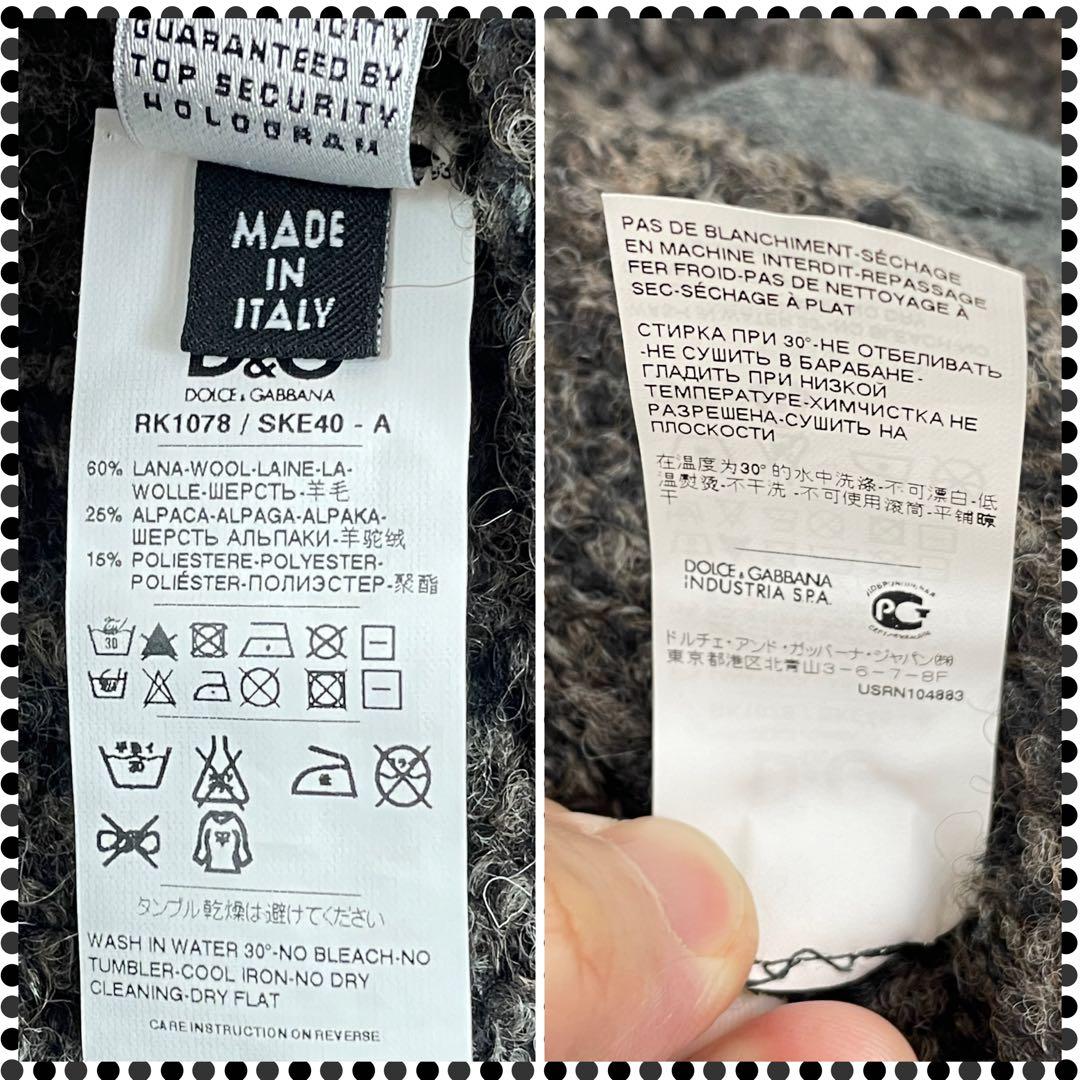 GUARANTEED BY
TOP SECURITY
HOLOGRAM
MADE
IN
ITALY
D&G
DOLCE & GABBANA
RK1078 / SKE40 - A
60% LANA-WOOL-LAINE-LA-
WOLLE-ШЕРСТЬ-羊毛
25% ALPACA-ALPAGA-ALPAKA-
ШЕРСТЬ АЛЬПАКИ-羊驼绒
15% POLIESTERE-POLYESTER-
POLIÉSTER-ПОЛИЭСТЕР-聚酯
30
タンブル乾燥は避けてください
WASH IN WATER 30°-NO BLEACH-NO
TUMBLER-COOL IRON-NO DRY
CLEANING-DRY FLAT
CARE INSTRUCTION ON REVERSE
PAS DE BLANCHIMENT-SÉCHAGE
EN MACHINE INTERDIT-REPASSAGE
FER FROID-PAS DE NETTOYAGE À
SEC-SÉCHAGE À PLAT
СТИРКА ПРИ 30°-НЕ ОТБЕЛИВАТЬ
-НЕ СУШИТЬ В БАРАБАНЕ-
ГЛАДИТЬ ПРИ НИЗКОЙ
ТЕМПЕРАТУРЕ-ХИМЧИСТКА НЕ
РАЗРЕШЕНА-СУШИТЬ НА
ПЛОСКОСТИ
在温度为30°的水中洗涤-不可漂白-低
温熨烫-不干洗-不可使用滚筒-平铺晾
干
DOLCE & GABBANA
INDUSTRIA S.P.A.
PG
ドルチェ・アンド・ガッバーナ・ジャパン㈱
東京都港区北青山3-6-7-8F
USRN104883